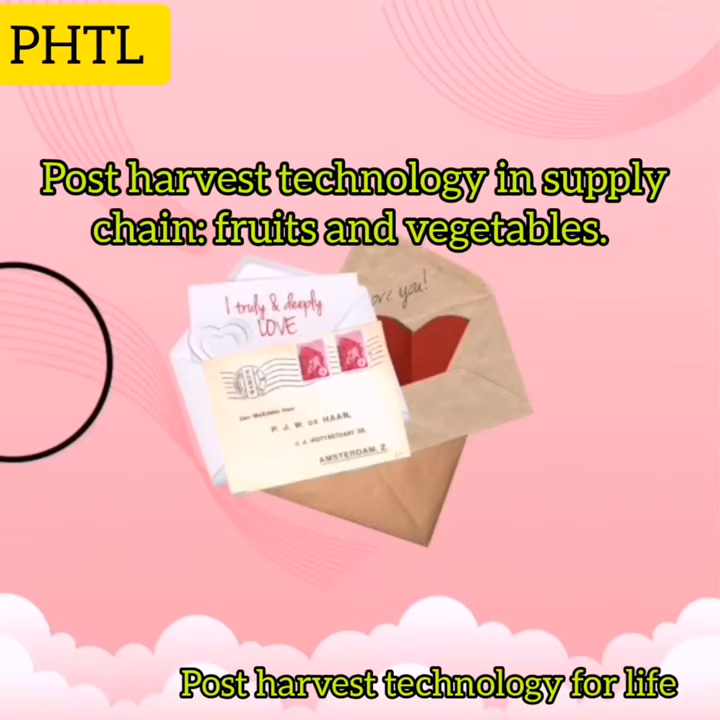 PHTL
Post harvest technology in supply
chain: fruits and vegetables.
I truly & deeply
LOVE
ove you!
P. J. W. DE HAAN,
AMSTERDAM, Z.
Post harvest technology for life